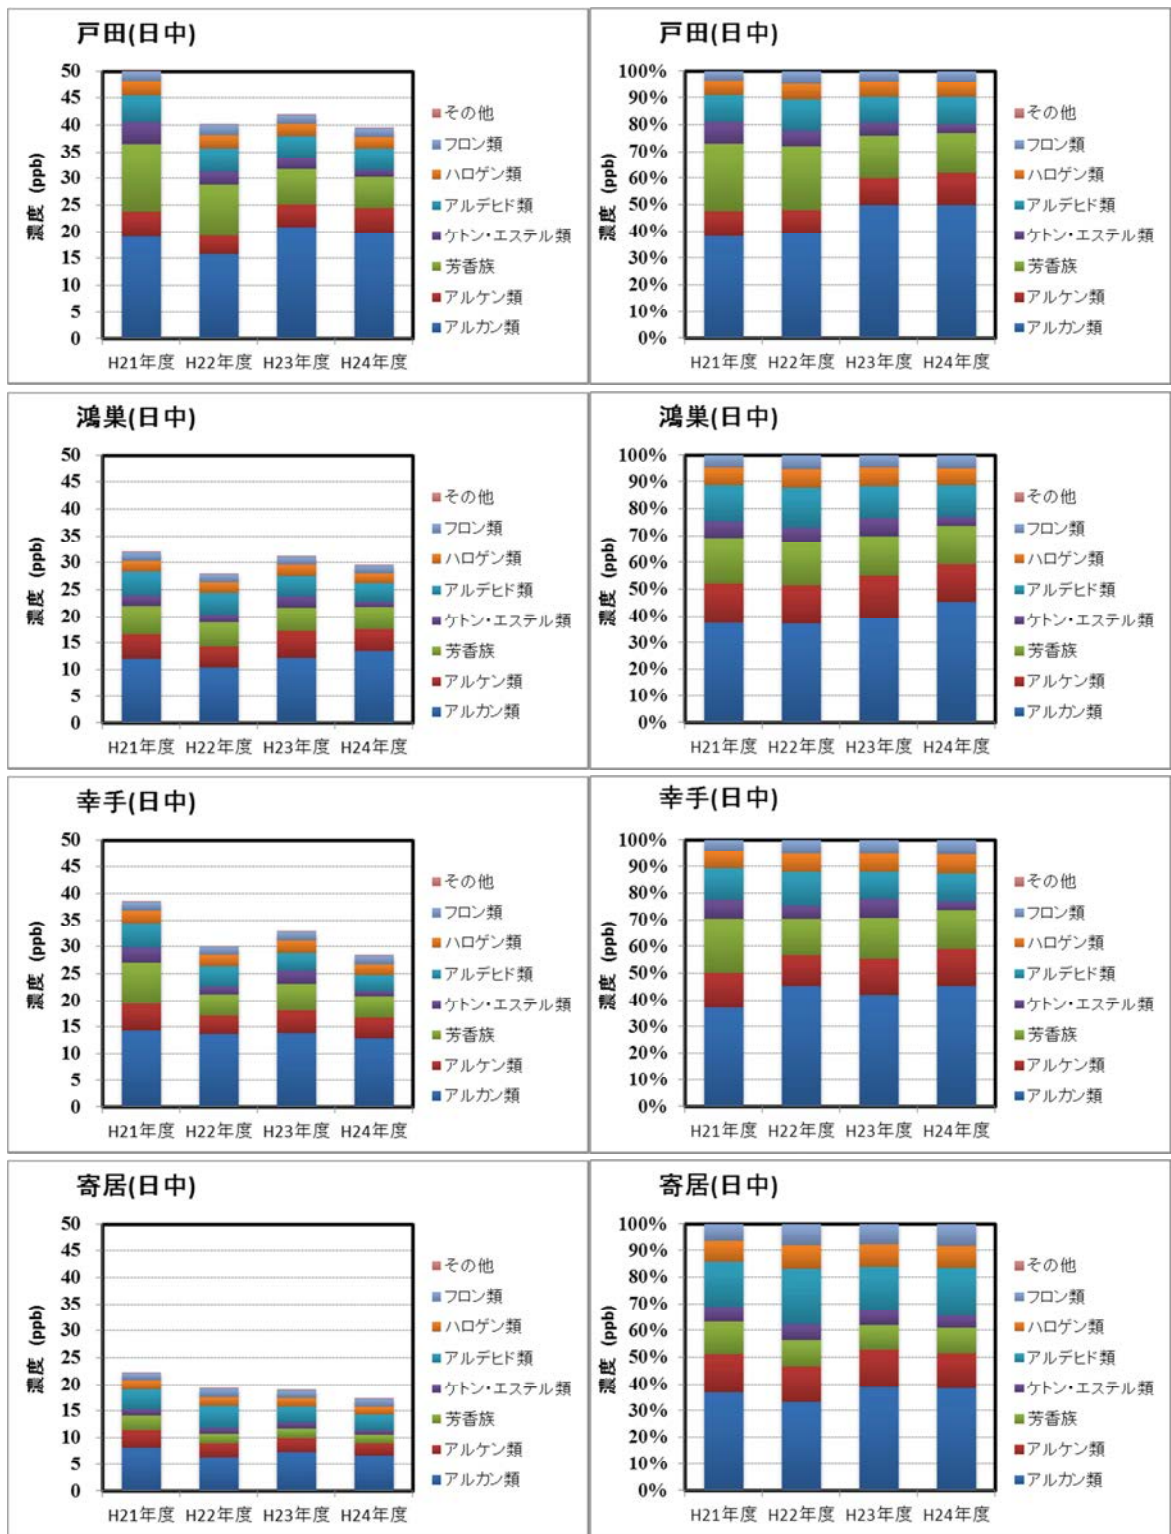 戸田(日中)
濃度 (ppb)
50
45
40
35
30
25
20
15
10
5
0
H21年度 H22年度 H23年度 H24年度
その他
フロン類
ハロゲン類
アルデヒド類
ケトン・エステル類
芳香族
アルケン類
アルカン類
戸田(日中)
濃度 (ppb)
100%
90%
80%
70%
60%
50%
40%
30%
20%
10%
0%
H21年度 H22年度 H23年度 H24年度
その他
フロン類
ハロゲン類
アルデヒド類
ケトン・エステル類
芳香族
アルケン類
アルカン類
鴻巣(日中)
濃度 (ppb)
50
45
40
35
30
25
20
15
10
5
0
H21年度 H22年度 H23年度 H24年度
その他
フロン類
ハロゲン類
アルデヒド類
ケトン・エステル類
芳香族
アルケン類
アルカン類
鴻巣(日中)
濃度 (ppb)
100%
90%
80%
70%
60%
50%
40%
30%
20%
10%
0%
H21年度 H22年度 H23年度 H24年度
その他
フロン類
ハロゲン類
アルデヒド類
ケトン・エステル類
芳香族
アルケン類
アルカン類
幸手(日中)
濃度 (ppb)
50
45
40
35
30
25
20
15
10
5
0
H21年度 H22年度 H23年度 H24年度
その他
フロン類
ハロゲン類
アルデヒド類
ケトン・エステル類
芳香族
アルケン類
アルカン類
幸手(日中)
濃度 (ppb)
100%
90%
80%
70%
60%
50%
40%
30%
20%
10%
0%
H21年度 H22年度 H23年度 H24年度
その他
フロン類
ハロゲン類
アルデヒド類
ケトン・エステル類
芳香族
アルケン類
アルカン類
寄居(日中)
濃度 (ppb)
50
45
40
35
30
25
20
15
10
5
0
H21年度 H22年度 H23年度 H24年度
その他
フロン類
ハロゲン類
アルデヒド類
ケトン・エステル類
芳香族
アルケン類
アルカン類
寄居(日中)
濃度 (ppb)
100%
90%
80%
70%
60%
50%
40%
30%
20%
10%
0%
H21年度 H22年度 H23年度 H24年度
その他
フロン類
ハロゲン類
アルデヒド類
ケトン・エステル類
芳香族
アルケン類
アルカン類